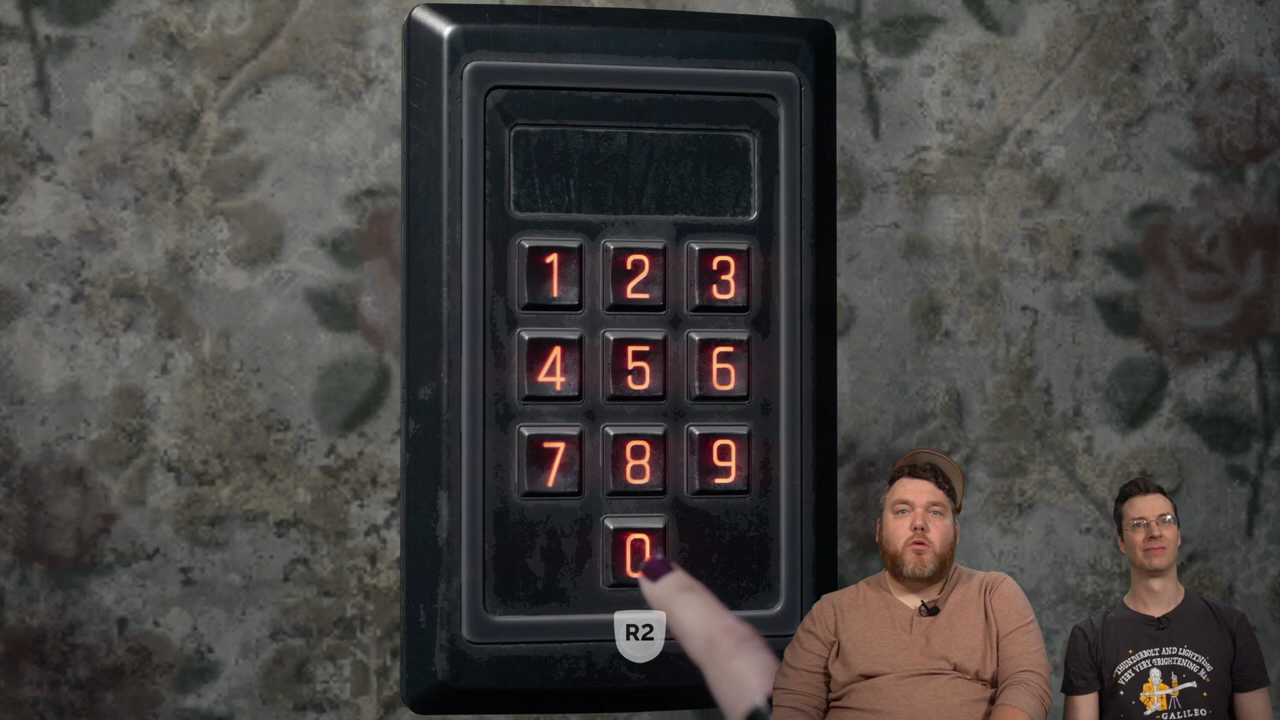 1 2 3
4 5 6
7 8 9
0
R2
THUNDERBOLT AND LIGHTNING
VERY VERY FRIGHTENING ME
GALILEO